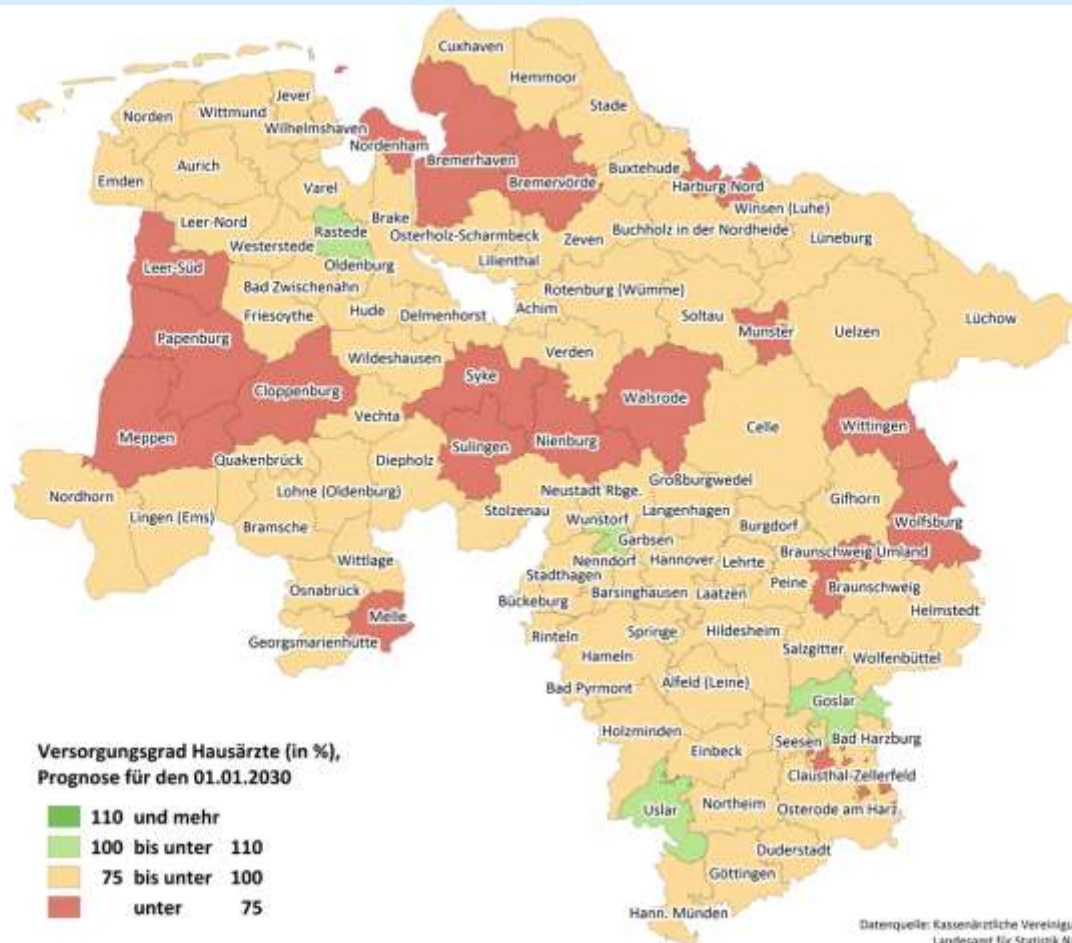 Cuxhaven
Hemmoor
Stade
Jever
Norden
Wittmund
Wilhelmshaven
Nordenham
Aurich
Emden
Bremerhaven
Bremervörde
Buxtehude
Harburg Nord
Winsen (Luhe)
Varel
Leer-Nord
Rastede
Brake
Westerstede
Osterholz-Scharmbeck
Zeven
Buchholz in der Nordheide
Lüneburg
Lilienthal
Oldenburg
Leer-Süd
Bad Zwischenahn
Rotenburg (Wümme)
Friesoythe
Hude
Delmenhorst
Achim
Soltau
Munster
Uelzen
Lüchow
Papenburg
Verden
Wildeshausen
Syke
Walsrode
Cloppenburg
Vechta
Celle
Wittingen
Meppen
Sulingen
Nienburg
Quakenbrück
Diepholz
Großburgwedel
Nordhorn
Lohne (Oldenburg)
Neustadt Rbge.
Gifhorn
Lingen (Ems)
Bramsche
Stolzenau
Wunstorf
Langenhagen
Burgdorf
Wolfsburg
Garbsen
Wittlage
Nenndorf
Hannover
Lehrte
Braunschweig Umland
Stadthagen
Peine
Braunschweig
Osnabrück
Bückeburg
Barsinghausen
Laatzen
Helmstedt
Melle
Georgsmarienhütte
Rinteln
Springe
Hildesheim
Salzgitter
Wolfenbüttel
Hameln
Bad Pyrmont
Alfeld (Leine)
Goslar
Holzminden
Seesen
Bad Harzburg
Einbeck
Clausthal-Zellerfeld
Uslar
Northeim
Osterode am Harz
Duderstadt
Göttingen
Hann. Münden
Versorgungsgrad Hausärzte (in %),
Prognose für den 01.01.2030
110 und mehr
100 bis unter 110
75 bis unter 100
unter 75
Datenquelle: Kassenärztliche Vereinigu
Landesamt für Statistik